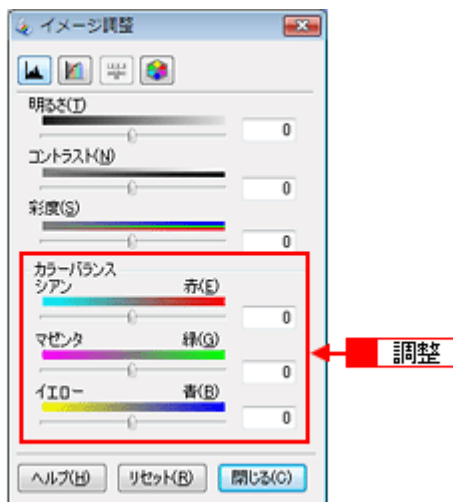 イメージ調整
明るさ(T)
0
コントラスト(N)
0
彩度(S)
0
カラーバランス
シアン 赤(E)
0
マゼンタ 緑(G)
0
イエロー 青(B)
0
調整
ヘルプ(H) リセット(R) 閉じる(C)